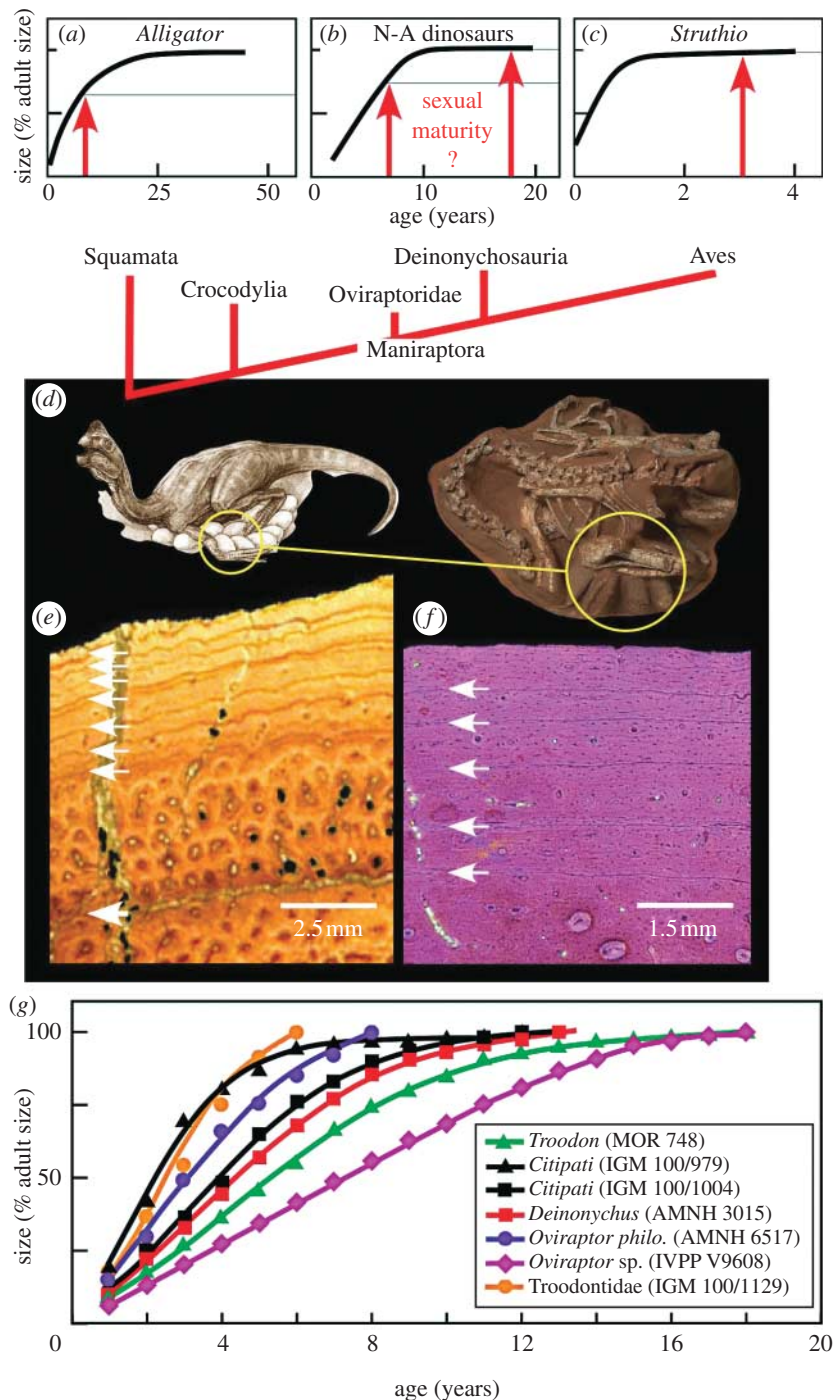 (a) Alligator
(b) N-A dinosaurs
(c) Struthio
size (% adult size)
sexual
maturity
?
0 25 50
0 10 20
0 2 4
age (years)
Squamata
Crocodylia
Oviraptoridae
Deinonychosauria
Aves
Maniraptora
(d)
(e)
2.5 mm
(f)
1.5 mm
(g)
100
50
size (% adult size)
Troodon (MOR 748)
Citipati (IGM 100/979)
Citipati (IGM 100/1004)
Deinonychus (AMNH 3015)
Oviraptor philo. (AMNH 6517)
Oviraptor sp. (IVPP V9608)
Troodontidae (IGM 100/1129)
0 4 8 12 16 20
age (years)